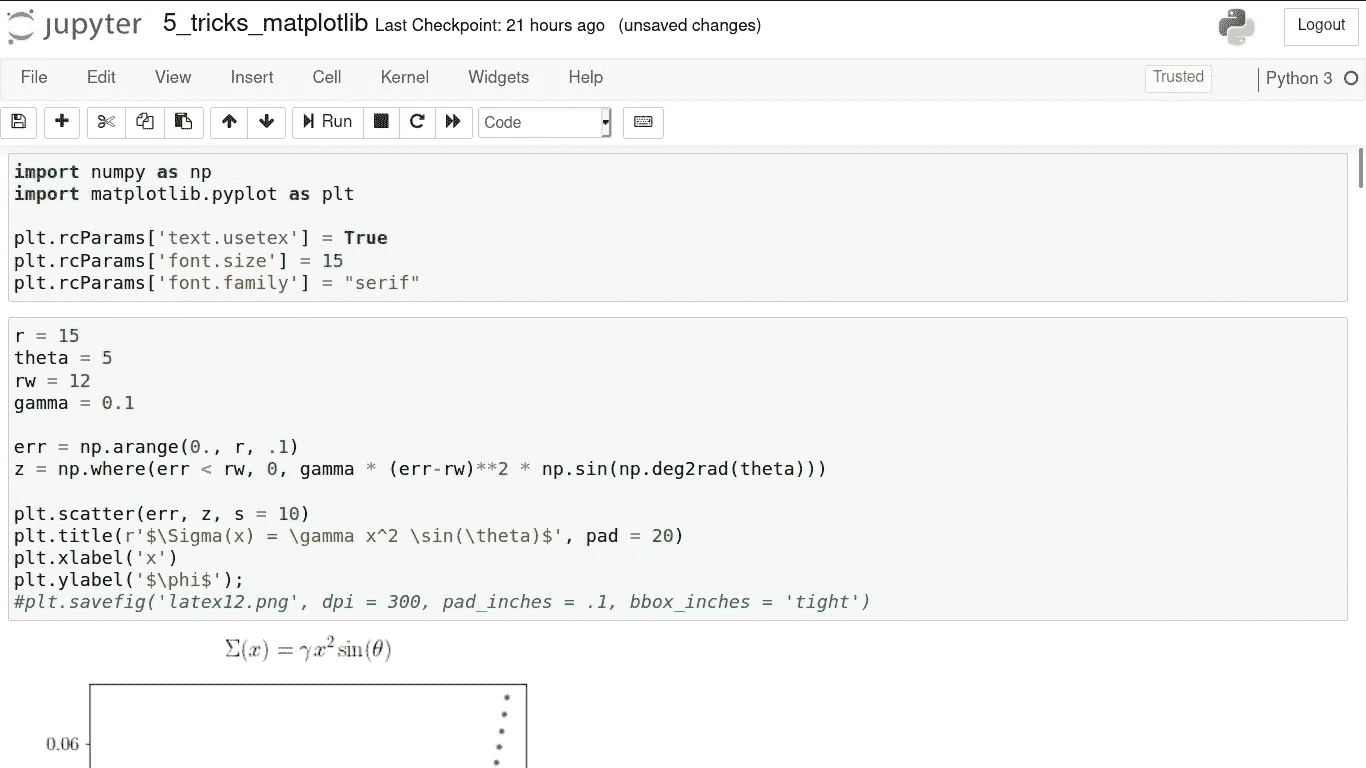 jupyter 5_tricks_matplotlib Last Checkpoint: 21 hours ago (unsaved changes) Logout
File Edit View Insert Cell Kernel Widgets Help Trusted Python 3
Run Code
import numpy as np
import matplotlib.pyplot as plt
plt.rcParams['text.usetex'] = True
plt.rcParams['font.size'] = 15
plt.rcParams['font.family'] = "serif"
r = 15
theta = 5
rw = 12
gamma = 0.1
err = np.arange(0., r, .1)
z = np.where(err < rw, 0, gamma * (err-rw)**2 * np.sin(np.deg2rad(theta)))
plt.scatter(err, z, s = 10)
plt.title(r'$\Sigma(x) = \gamma x^2 \sin(\theta)$', pad = 20)
plt.xlabel('x')
plt.ylabel('$\phi$');
#plt.savefig('latex12.png', dpi = 300, pad_inches = .1, bbox_inches = 'tight')
Σ(x) = γx² sin(θ)
0.06